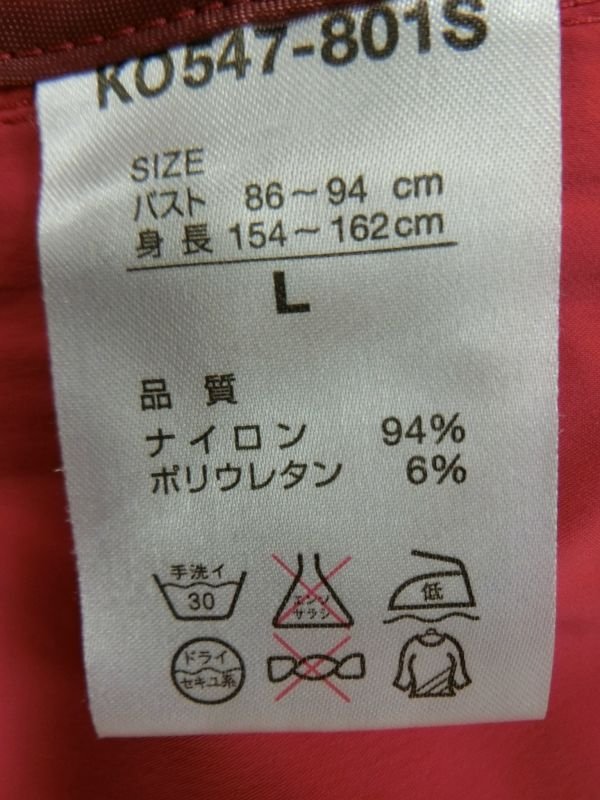 KO547-801S
SIZE
バスト 86～94 cm
身長 154～162cm
L
品質
ナイロン 94%
ポリウレタン 6%
手洗イ
30
エンソ
サラシ
低
ドライ
セキユ系